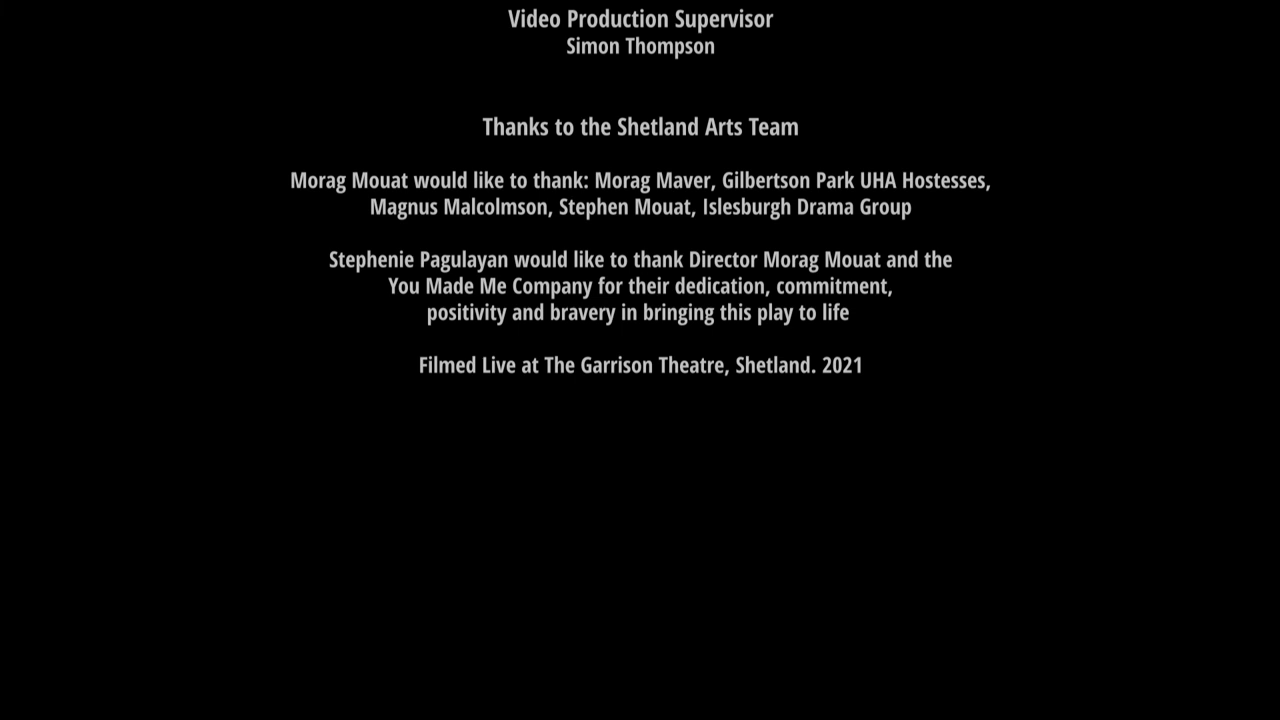 Video Production Supervisor
Simon Thompson
Thanks to the Shetland Arts Team
Morag Mouat would like to thank: Morag Maver, Gilbertson Park UHA Hostesses,
Magnus Malcolmson, Stephen Mouat, Islesburgh Drama Group
Stephenie Pagulayan would like to thank Director Morag Mouat and the
You Made Me Company for their dedication, commitment,
positivity and bravery in bringing this play to life
Filmed Live at The Garrison Theatre, Shetland. 2021